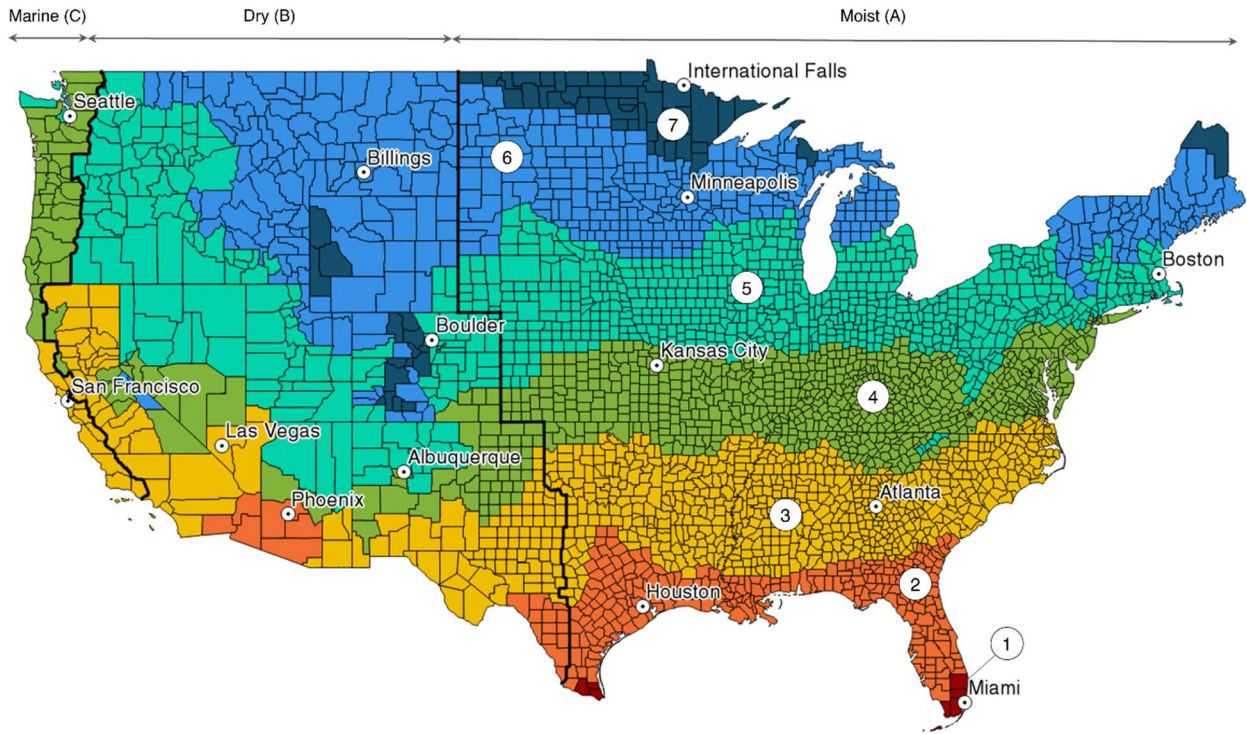 Marine (C)
Dry (B)
Moist (A)
International Falls
Seattle
7
Billings
6
Minneapolis
Boston
5
Boulder
Kansas City
San Francisco
4
Las Vegas
Albuquerque
Phoenix
Atlanta
3
2
Houston
1
Miami